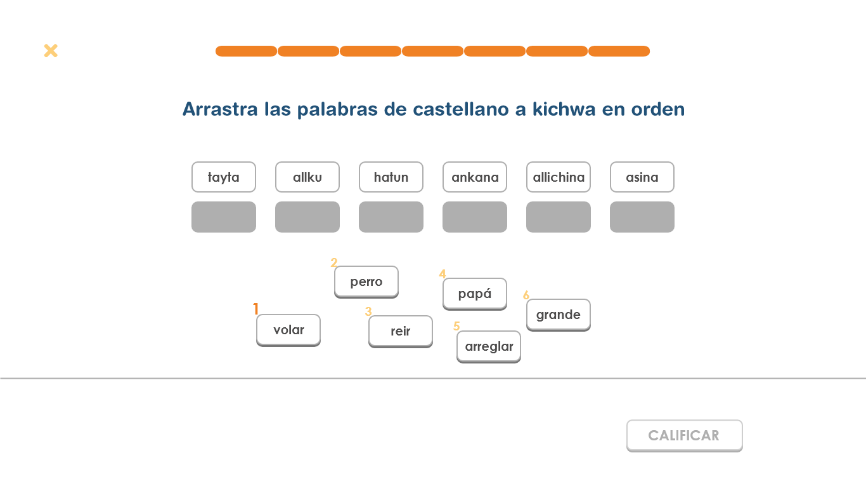 Arrastra las palabras de castellano a kichwa en orden
tayta allku hatun ankana allichina asina
2 perro
4 papá
6 grande
1 volar
3 reir
5 arreglar
CALIFICAR